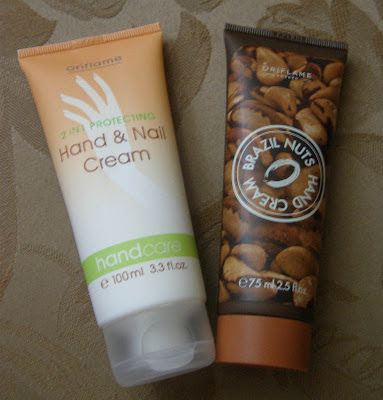 oriflame
2 IN 1 PROTECTING
Hand & Nail
Cream
handcare
℮ 100ml 3.3 fl.oz.
ORIFLAME
BRAZIL NUTS HAND CREAM
℮ 75 ml 2.5 fl.oz.